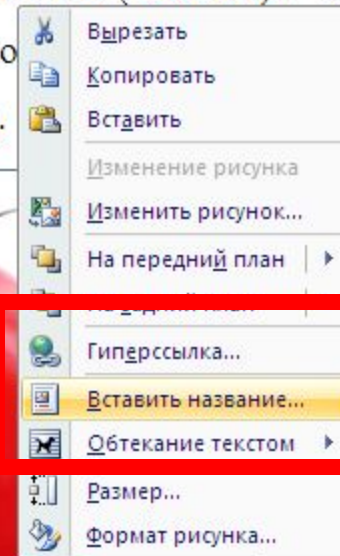 Вырезать
Копировать
Вставить
Изменение рисунка
Изменить рисунок...
На передний план
Гиперссылка...
Вставить название...
Обтекание текстом
Размер...
Формат рисунка...